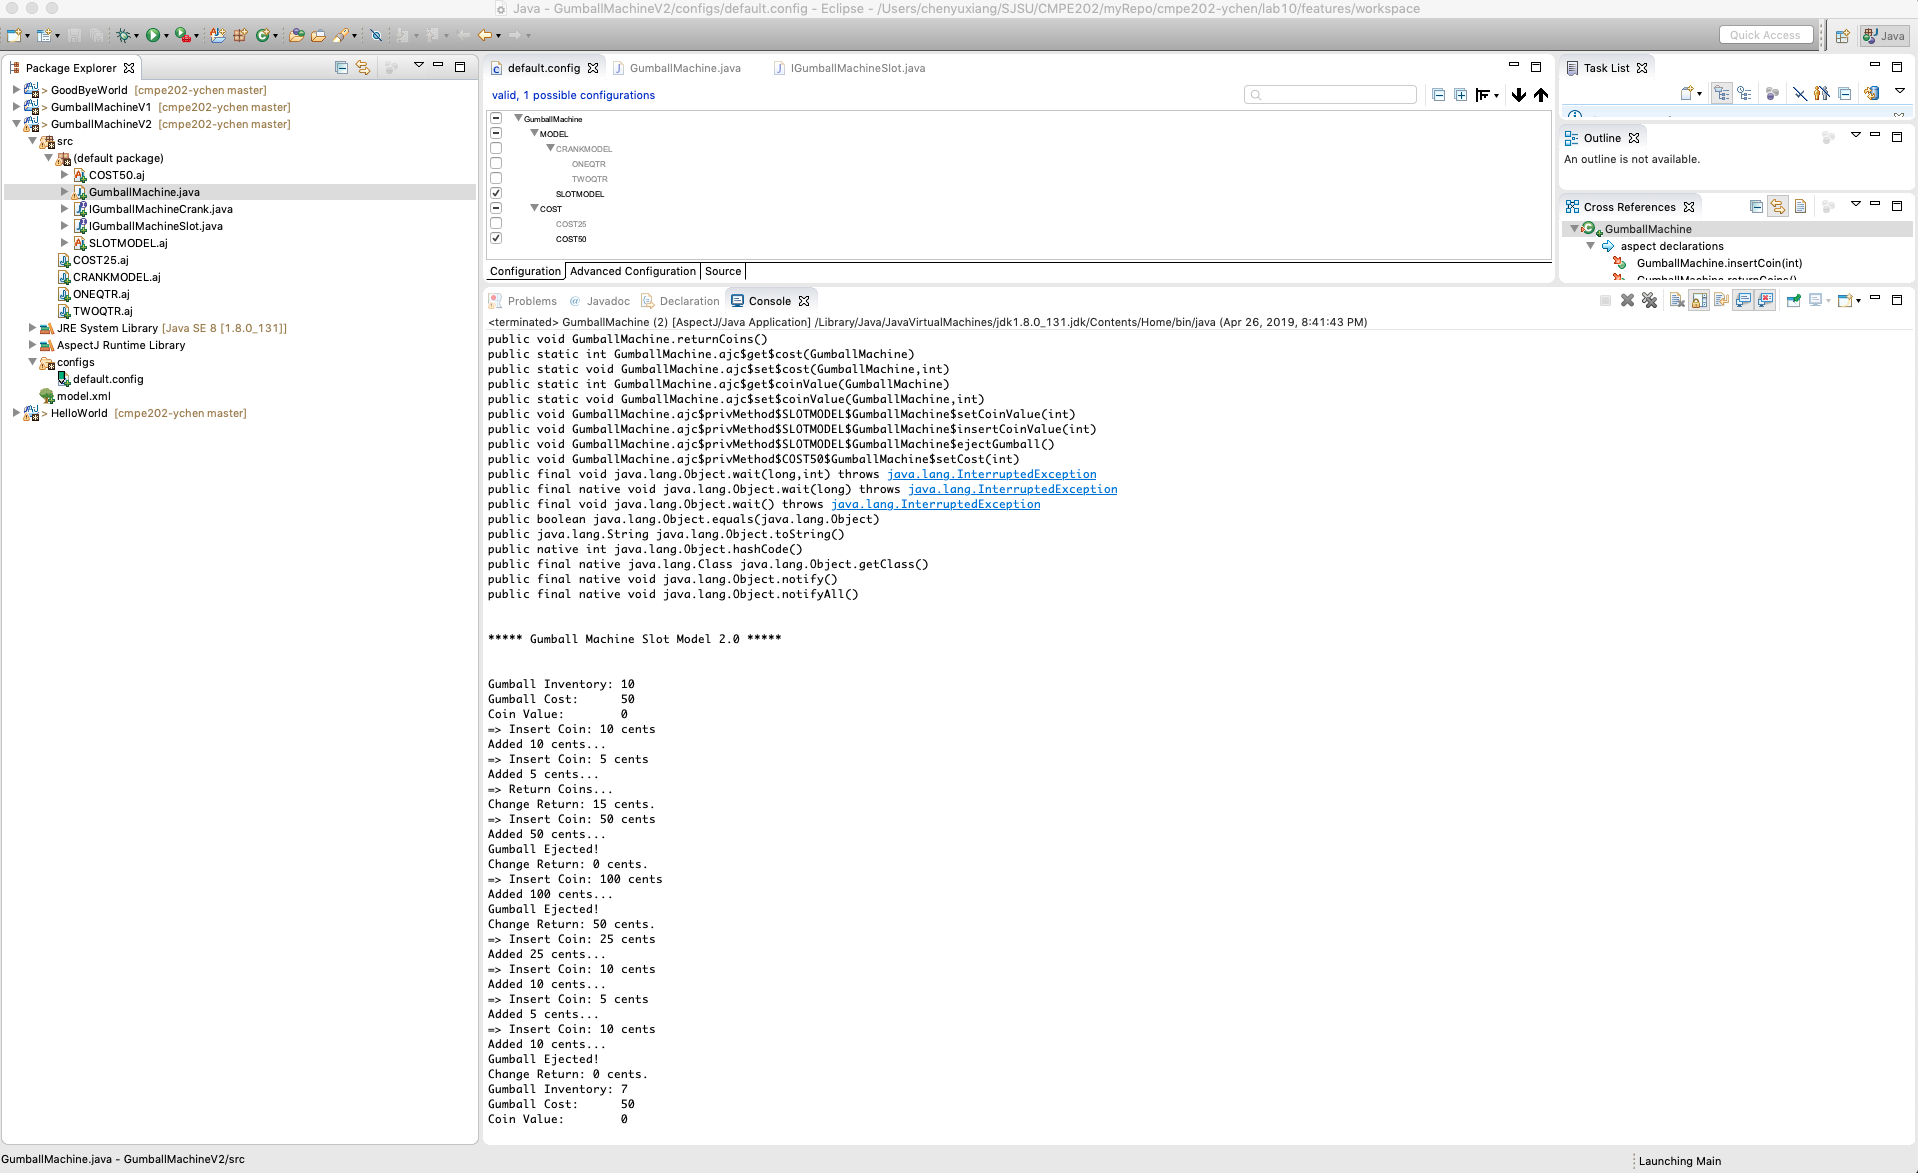 Java - GumballMachineV2/configs/default.config - Eclipse - /Users/chenyuxiang/SJSU/CMPE202/myRepo/cmpe202-ychen/lab10/features/workspace
Quick Access
Java
Package Explorer
> GoodByeWorld [cmpe202-ychen master]
> GumballMachineV1 [cmpe202-ychen master]
> GumballMachineV2 [cmpe202-ychen master]
src
(default package)
COST50.aj
GumballMachine.java
IGumballMachineCrank.java
IGumballMachineSlot.java
SLOTMODEL.aj
COST25.aj
CRANKMODEL.aj
ONEQTR.aj
TWOQTR.aj
JRE System Library [Java SE 8 [1.8.0_131]]
AspectJ Runtime Library
configs
default.config
model.xml
> HelloWorld [cmpe202-ychen master]
default.config
GumballMachine.java
IGumballMachineSlot.java
valid, 1 possible configurations
GumballMachine
MODEL
CRANKMODEL
ONEQTR
TWOQTR
SLOTMODEL
COST
COST25
COST50
Configuration
Advanced Configuration
Source
Task List
Outline
An outline is not available.
Cross References
GumballMachine
aspect declarations
GumballMachine.insertCoin(int)
GumballMachine.returnCoins()
Problems
@ Javadoc
Declaration
Console
<terminated> GumballMachine (2) [AspectJ/Java Application] /Library/Java/JavaVirtualMachines/jdk1.8.0_131.jdk/Contents/Home/bin/java (Apr 26, 2019, 8:41:43 PM)
public void GumballMachine.returnCoins()
public static int GumballMachine.ajc$get$cost(GumballMachine)
public static void GumballMachine.ajc$set$cost(GumballMachine,int)
public static int GumballMachine.ajc$get$coinValue(GumballMachine)
public static void GumballMachine.ajc$set$coinValue(GumballMachine,int)
public void GumballMachine.ajc$privMethod$SLOTMODEL$GumballMachine$setCoinValue(int)
public void GumballMachine.ajc$privMethod$SLOTMODEL$GumballMachine$insertCoinValue(int)
public void GumballMachine.ajc$privMethod$SLOTMODEL$GumballMachine$ejectGumball()
public void GumballMachine.ajc$privMethod$COST50$GumballMachine$setCost(int)
public final void java.lang.Object.wait(long,int) throws java.lang.InterruptedException
public final native void java.lang.Object.wait(long) throws java.lang.InterruptedException
public final void java.lang.Object.wait() throws java.lang.InterruptedException
public boolean java.lang.Object.equals(java.lang.Object)
public java.lang.String java.lang.Object.toString()
public native int java.lang.Object.hashCode()
public final native java.lang.Class java.lang.Object.getClass()
public final native void java.lang.Object.notify()
public final native void java.lang.Object.notifyAll()
***** Gumball Machine Slot Model 2.0 *****
Gumball Inventory: 10
Gumball Cost: 50
Coin Value: 0
=> Insert Coin: 10 cents
Added 10 cents...
=> Insert Coin: 5 cents
Added 5 cents...
=> Return Coins...
Change Return: 15 cents.
=> Insert Coin: 50 cents
Added 50 cents...
Gumball Ejected!
Change Return: 0 cents.
=> Insert Coin: 100 cents
Added 100 cents...
Gumball Ejected!
Change Return: 50 cents.
=> Insert Coin: 25 cents
Added 25 cents...
=> Insert Coin: 10 cents
Added 10 cents...
=> Insert Coin: 5 cents
Added 5 cents...
=> Insert Coin: 10 cents
Added 10 cents...
Gumball Ejected!
Change Return: 0 cents.
Gumball Inventory: 7
Gumball Cost: 50
Coin Value: 0
GumballMachine.java - GumballMachineV2/src
Launching Main